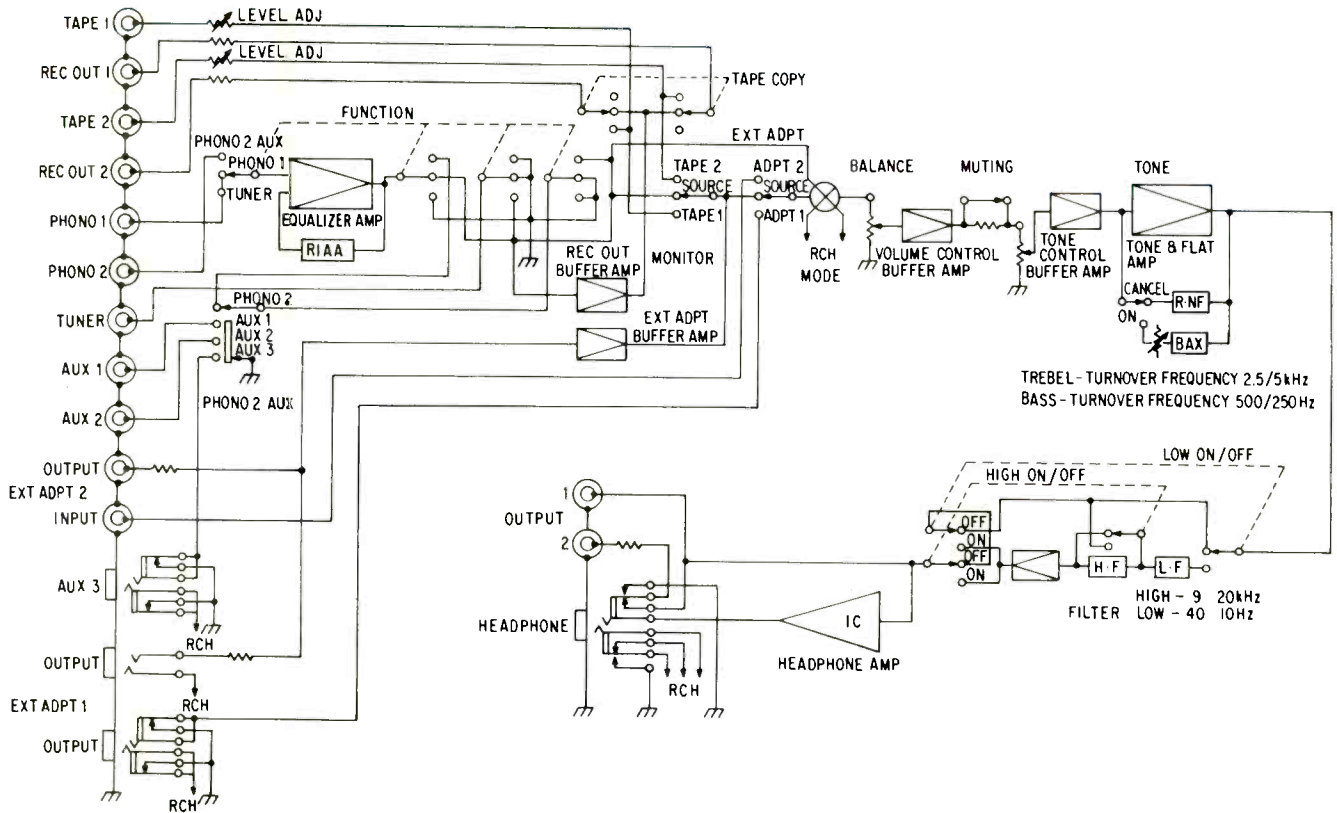 TAPE 1
LEVEL ADJ
REC OUT 1
LEVEL ADJ
TAPE 2
REC OUT 2
PHONO 1
PHONO 2
TUNER
AUX 1
AUX 2
OUTPUT
EXT ADPT 2
INPUT
AUX 3
RCH
OUTPUT
RCH
EXT ADPT 1
OUTPUT
RCH
TAPE COPY
FUNCTION
PHONO 2 AUX
PHONO 1
TUNER
EQUALIZER AMP
RIAA
PHONO 2
AUX 1
AUX 2
AUX 3
PHONO 2 AUX
REC OUT
BUFFER AMP
MONITOR
EXT ADPT
BUFFER AMP
EXT ADPT
TAPE 2
SOURCE
TAPE 1
ADPT 2
SOURCE
ADPT 1
RCH
MODE
BALANCE
VOLUME CONTROL
BUFFER AMP
MUTING
TONE
CONTROL
BUFFER AMP
TONE
TONE & FLAT
AMP
CANCEL
R·NF
ON
BAX
TREBEL-TURNOVER FREQUENCY 2.5/5kHz
BASS-TURNOVER FREQUENCY 500/250Hz
LOW ON/OFF
HIGH ON/OFF
OFF
ON
OFF
ON
H·F
L·F
HIGH - 9 20kHz
FILTER LOW - 40 10Hz
1
OUTPUT
2
HEADPHONE
RCH
IC
HEADPHONE AMP